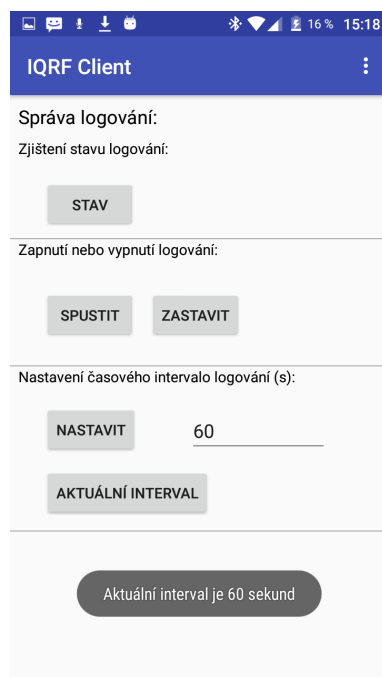 16 % 15:18
IQRF Client
Správa logování:
Zjištení stavu logování:
STAV
Zapnutí nebo vypnutí logování:
SPUSTIT ZASTAVIT
Nastavení časového intervalo logování (s):
NASTAVIT 60
AKTUÁLNÍ INTERVAL
Aktuální interval je 60 sekund